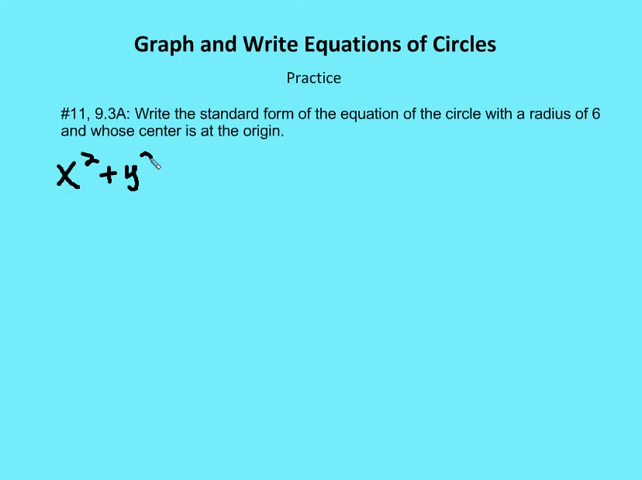 Graph and Write Equations of Circles
Practice
#11, 9.3A: Write the standard form of the equation of the circle with a radius of 6
and whose center is at the origin.
x² + y²